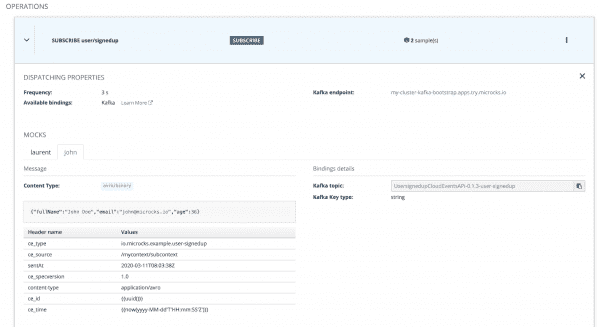 OPERATIONS
SUBSCRIBE user/signedup SUBSCRIBE 2 sample(s)
DISPATCHING PROPERTIES
Frequency: 3 s Kafka endpoint: my-cluster-kafka-bootstrap.apps.try.microcks.io
Available bindings: Kafka Learn More
MOCKS
laurent john
Message Bindings details
Content Type: avro/binary Kafka topic: UsersignedupCloudEventsAPI-0.1.3-user-signedup
Kafka Key type: string
{"fullName":"John Doe","email":"john@microcks.io","age":36}
Header name Values
ce_type io.microcks.example.user-signedup
ce_source /mycontext/subcontext
sentAt 2020-03-11T08:03:38Z
ce_specversion 1.0
content-type application/avro
ce_id {{uuid()}}
ce_time {{now(yyyy-MM-dd'T'HH:mm:SS'Z')}}